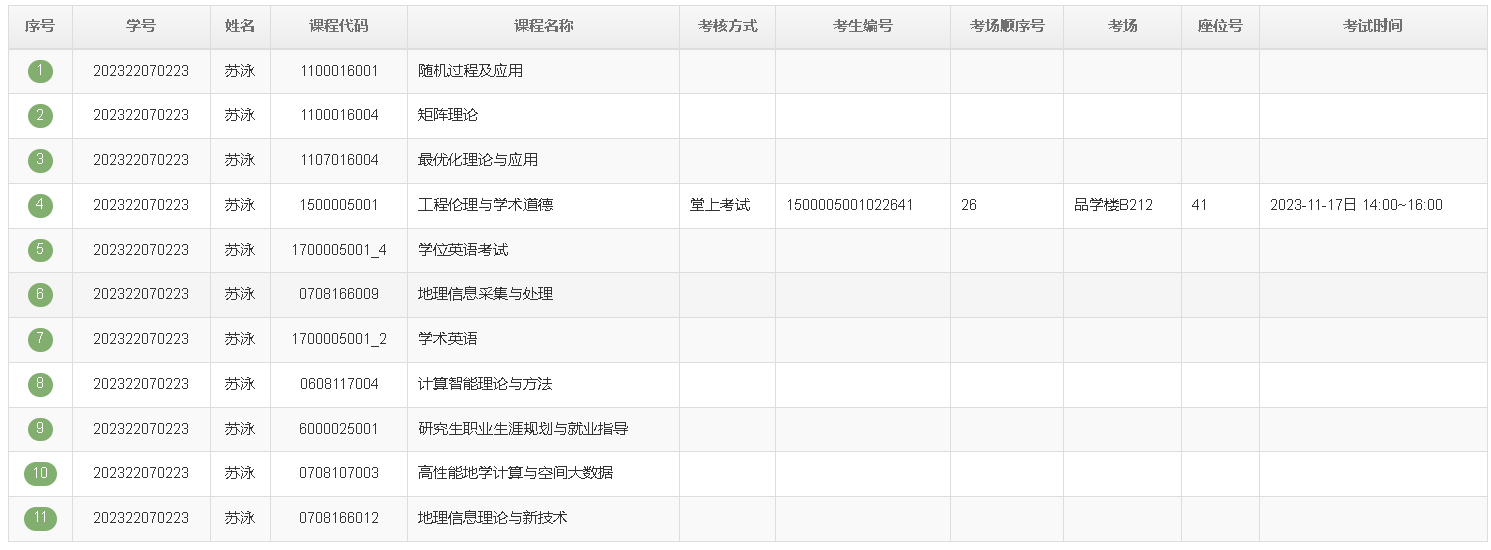 序号 学号 姓名 课程代码 课程名称 考核方式 考生编号 考场顺序号 考场 座位号 考试时间
1 202322070223 苏泳 1100016001 随机过程及应用
2 202322070223 苏泳 1100016004 矩阵理论
3 202322070223 苏泳 1107016004 最优化理论与应用
4 202322070223 苏泳 1500005001 工程伦理与学术道德 堂上考试 1500005001022641 26 品学楼B212 41 2023-11-17日 14:00~16:00
5 202322070223 苏泳 1700005001_4 学位英语考试
6 202322070223 苏泳 0708166009 地理信息采集与处理
7 202322070223 苏泳 1700005001_2 学术英语
8 202322070223 苏泳 0608117004 计算智能理论与方法
9 202322070223 苏泳 6000025001 研究生职业生涯规划与就业指导
10 202322070223 苏泳 0708107003 高性能地学计算与空间大数据
11 202322070223 苏泳 0708166012 地理信息理论与新技术